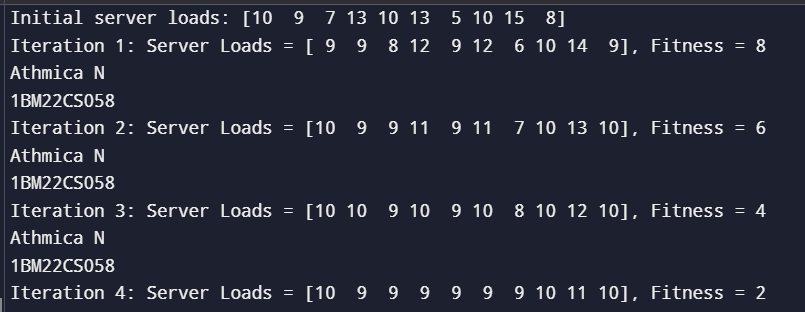 Initial server loads: [10  9  7 13 10 13  5 10 15  8]
Iteration 1: Server Loads = [ 9  9  8 12  9 12  6 10 14  9], Fitness = 8
Athmica N
1BM22CS058
Iteration 2: Server Loads = [10  9  9 11  9 11  7 10 13 10], Fitness = 6
Athmica N
1BM22CS058
Iteration 3: Server Loads = [10 10  9 10  9 10  8 10 12 10], Fitness = 4
Athmica N
1BM22CS058
Iteration 4: Server Loads = [10  9  9  9  9  9  9 10 11 10], Fitness = 2